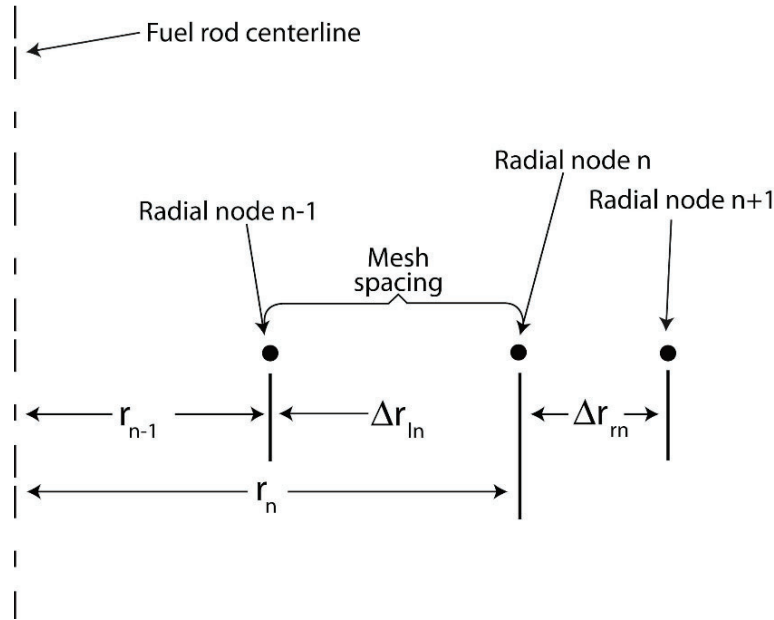 Fuel rod centerline
Radial node n
Radial node n+1
Radial node n-1
Mesh
spacing
r_{n-1}
Δr_{ln}
Δr_{rn}
r_n